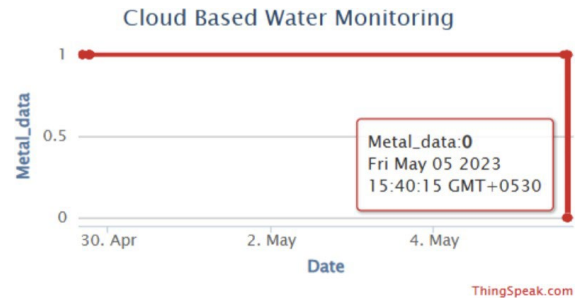 Cloud Based Water Monitoring
Metal_data
1
0.5
0
Metal_data:0
Fri May 05 2023
15:40:15 GMT+0530
30. Apr
2. May
4. May
Date
ThingSpeak.com